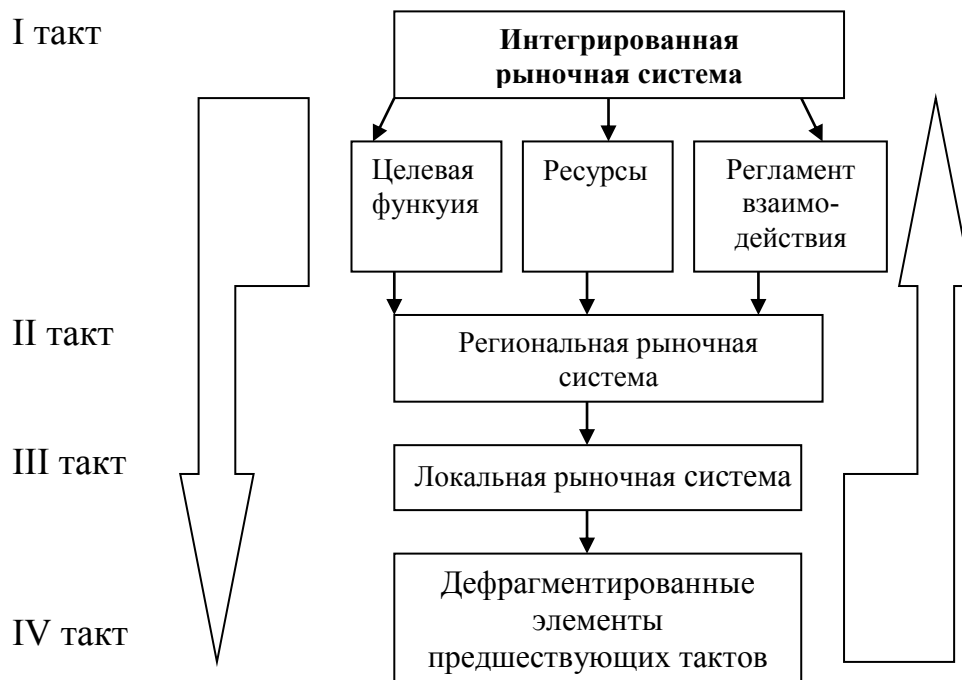 I такт
Интегрированная
рыночная система
Целевая
функуия
Ресурсы
Регламент
взаимо-
действия
II такт
Региональная рыночная
система
III такт
Локальная рыночная система
Дефрагментированные
элементы
IV такт
предшествующих тактов